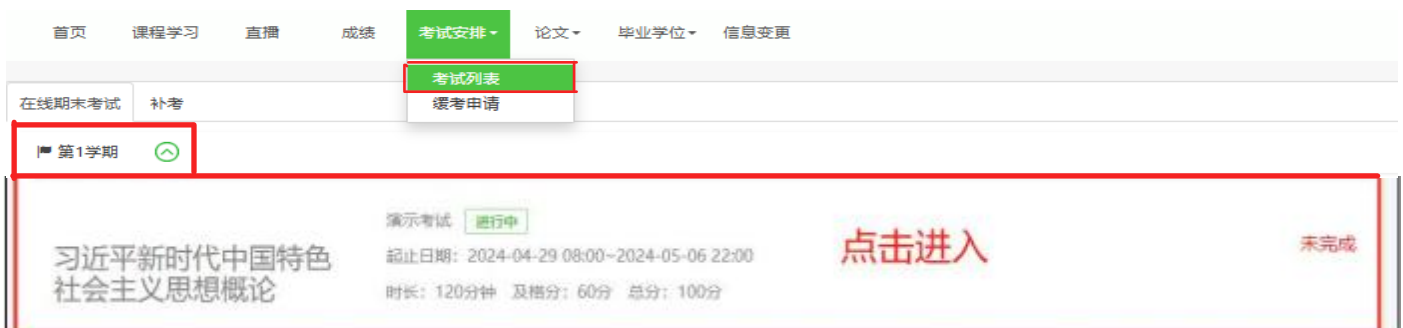 首页 课程学习 直播 成绩 考试安排 论文 毕业学位 信息变更
考试列表
缓考申请
在线期末考试 补考
第1学期
习近平新时代中国特色
社会主义思想概论
演示考试 进行中
起止日期：2024-04-29 08:00~2024-05-06 22:00
时长：120分钟 及格分：60分 总分：100分
点击进入
未完成